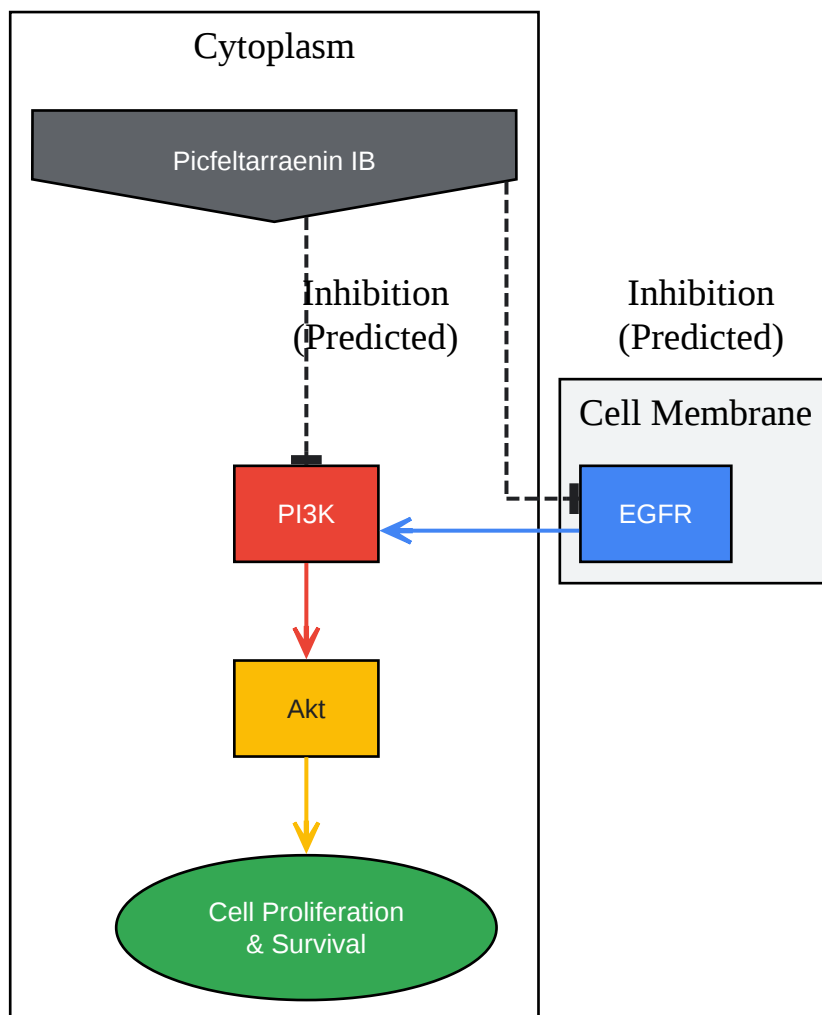 Cytoplasm
Picfeltarraenin IB
Inhibition
(Predicted)
Inhibition
(Predicted)
Cell Membrane
PI3K
EGFR
Akt
Cell Proliferation
& Survival